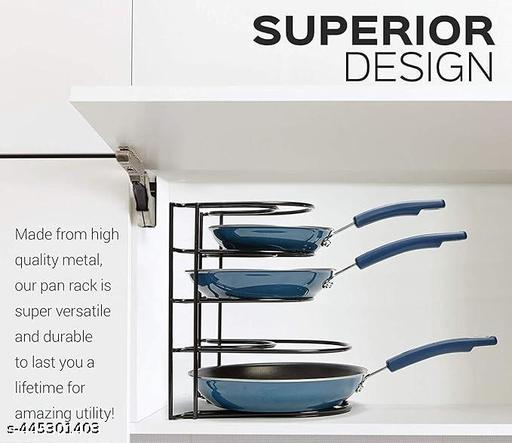 SUPERIOR
DESIGN
Made from high
quality metal,
our pan rack is
super versatile
and durable
to last you a
lifetime for
amazing utility!
s-445301403